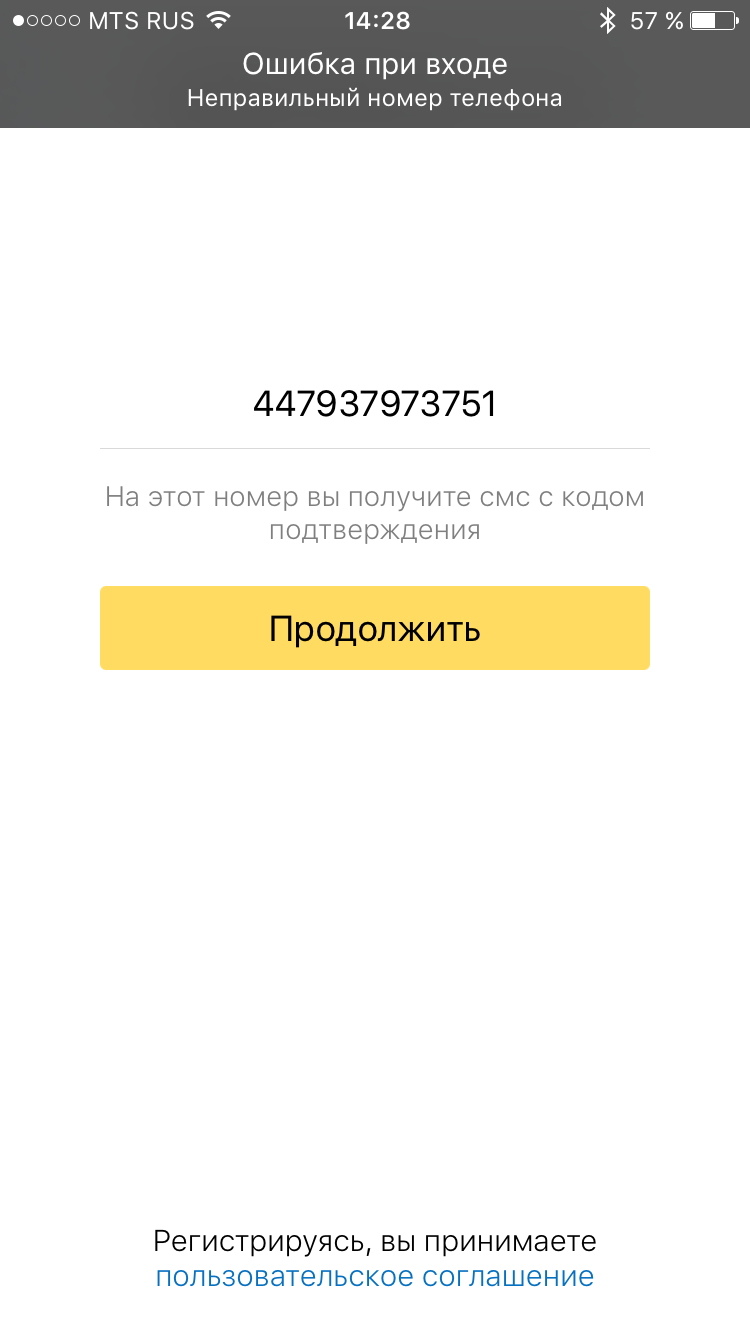 MTS RUS 14:28 57 %
Ошибка при входе
Неправильный номер телефона
447937973751
На этот номер вы получите смс с кодом
подтверждения
Продолжить
Регистрируясь, вы принимаете
пользовательское соглашение